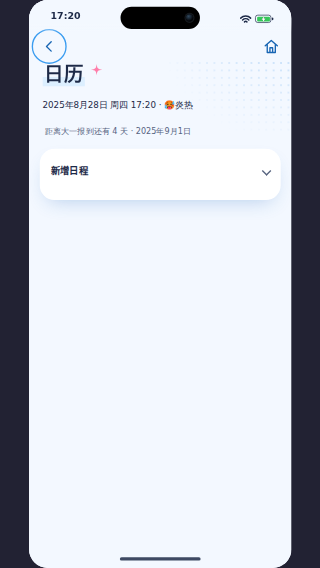 17:20
日历
2025年8月28日 周四 17:20 · 🥵炎热
距离大一报到还有 4 天 · 2025年9月1日
新增日程